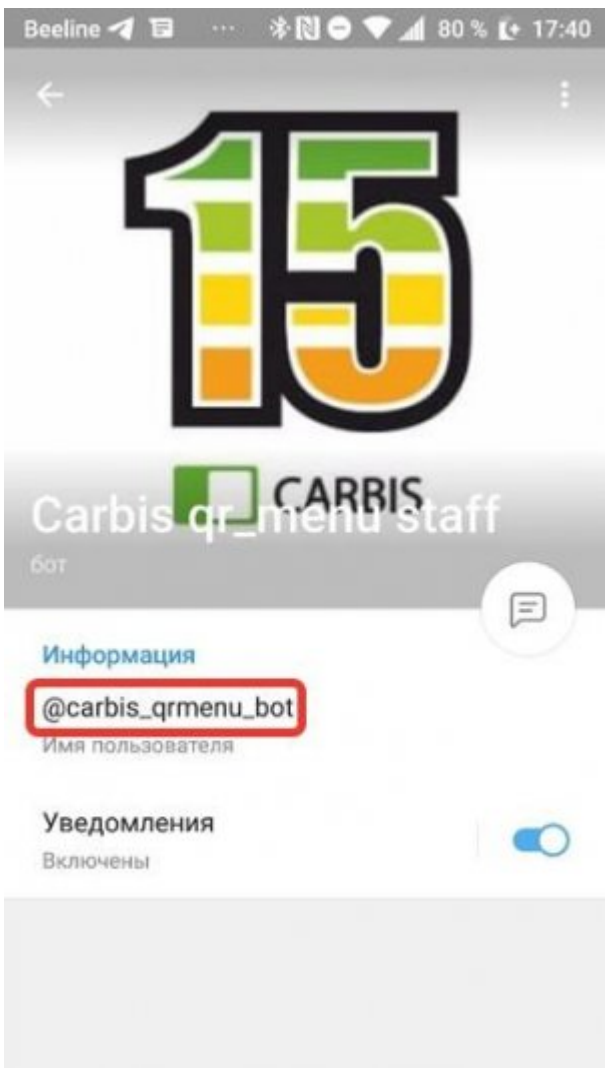 Beeline 80 % 17:40
15
CARBIS
Carbis qr_menu staff
бот
Информация
@carbis_qrmenu_bot
Имя пользователя
Уведомления
Включены